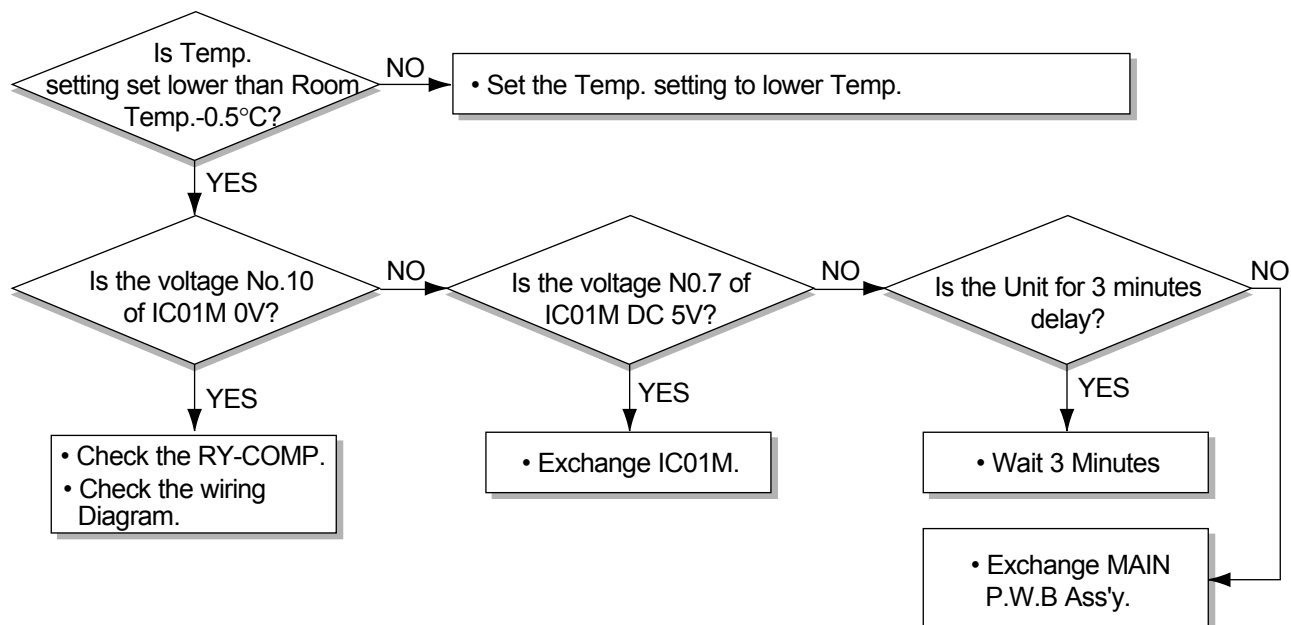 Is Temp.
setting set lower than Room
Temp.-0.5°C?
NO
• Set the Temp. setting to lower Temp.
YES
Is the voltage No.10
of IC01M 0V?
NO
Is the voltage N0.7 of
IC01M DC 5V?
NO
Is the Unit for 3 minutes
delay?
NO
YES
• Check the RY-COMP.
• Check the wiring
Diagram.
YES
• Exchange IC01M.
YES
• Wait 3 Minutes
• Exchange MAIN
P.W.B Ass'y.